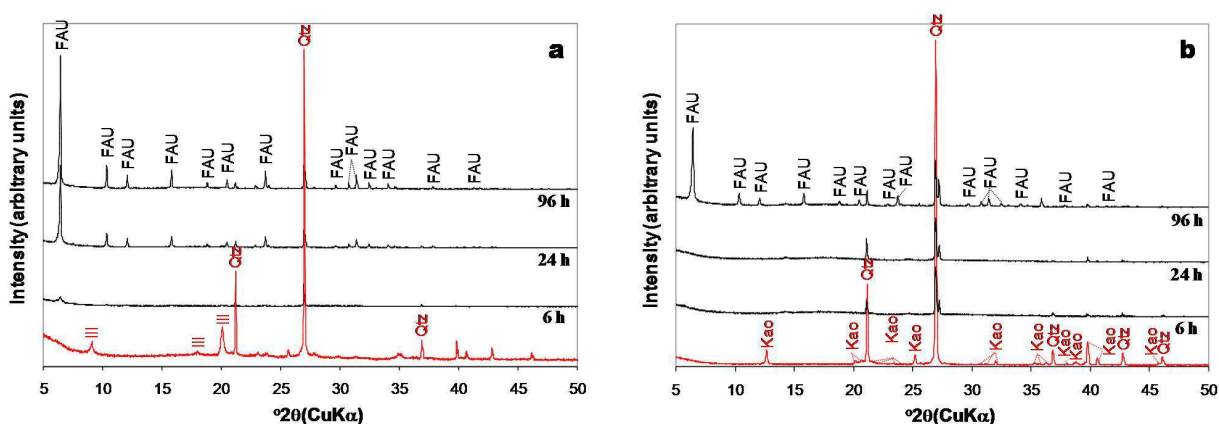 a
Intensity (arbitrary units)
FAU
FAU
FAU
FAU
FAU
FAU
FAU
Qtz
FAU
FAU
FAU
FAU
FAU
FAU
96 h
24 h
6 h
Ill
Ill
Ill
Qtz
Qtz
5 10 15 20 25 30 35 40 45 50
°2θ(CuKα)
b
Intensity (arbitrary units)
FAU
FAU
FAU
FAU
FAU
FAU
FAU
FAU
Qtz
FAU
FAU
FAU
FAU
FAU
96 h
24 h
6 h
Kao
Kao
Qtz
Kao
Kao
Kao
Kao
Qtz
Kao
Kao
Kao
Qtz
Kao
Qtz
5 10 15 20 25 30 35 40 45 50
°2θ(CuKα)